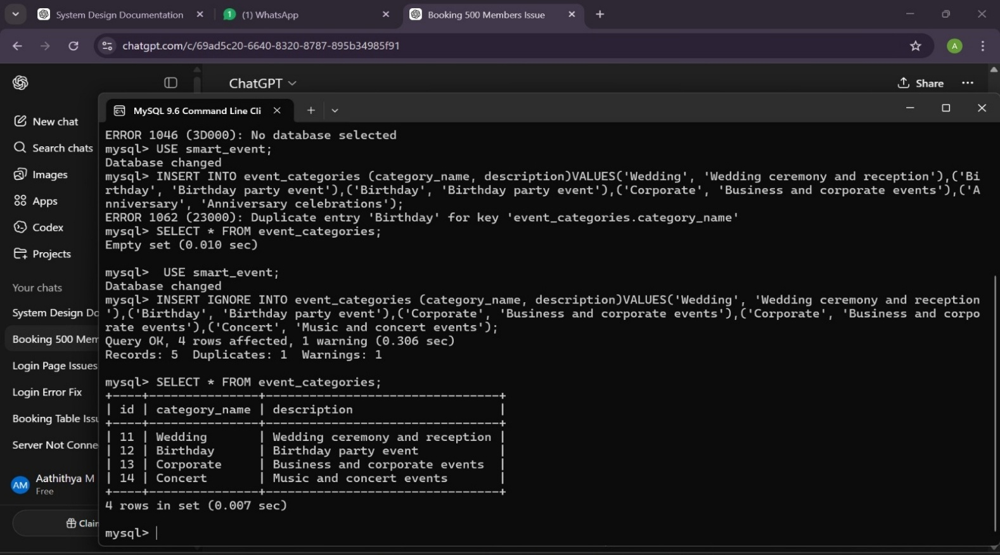 System Design Documentation
1
(1) WhatsApp
Booking 500 Members Issue
chatgpt.com/c/69ad5c20-6640-8320-8787-895b34985f91
A
ChatGPT
Share
New chat
Search chats
Images
Apps
Codex
Projects
Your chats
System Design Do
Booking 500 Mem
Login Page Issues
Login Error Fix
Booking Table Issu
Server Not Conne
AM
Aathithya M
Free
Clair
MySQL 9.6 Command Line Cli
ERROR 1046 (3D000): No database selected
mysql> USE smart_event;
Database changed
mysql> INSERT INTO event_categories (category_name, description)VALUES('Wedding', 'Wedding ceremony and reception'),('Bi
rthday', 'Birthday party event'),('Birthday', 'Birthday party event'),('Corporate', 'Business and corporate events'),('A
nniversary', 'Anniversary celebrations');
ERROR 1062 (23000): Duplicate entry 'Birthday' for key 'event_categories.category_name'
mysql> SELECT * FROM event_categories;
Empty set (0.010 sec)
mysql>  USE smart_event;
Database changed
mysql> INSERT IGNORE INTO event_categories (category_name, description)VALUES('Wedding', 'Wedding ceremony and reception
'),('Birthday', 'Birthday party event'),('Corporate', 'Business and corporate events'),('Corporate', 'Business and corpo
rate events'),('Concert', 'Music and concert events');
Query OK, 4 rows affected, 1 warning (0.306 sec)
Records: 5  Duplicates: 1  Warnings: 1
mysql> SELECT * FROM event_categories;
+----+---------------+--------------------------------+
| id | category_name | description                    |
+----+---------------+--------------------------------+
| 11 | Wedding       | Wedding ceremony and reception |
| 12 | Birthday      | Birthday party event           |
| 13 | Corporate     | Business and corporate events  |
| 14 | Concert       | Music and concert events       |
+----+---------------+--------------------------------+
4 rows in set (0.007 sec)
mysql>